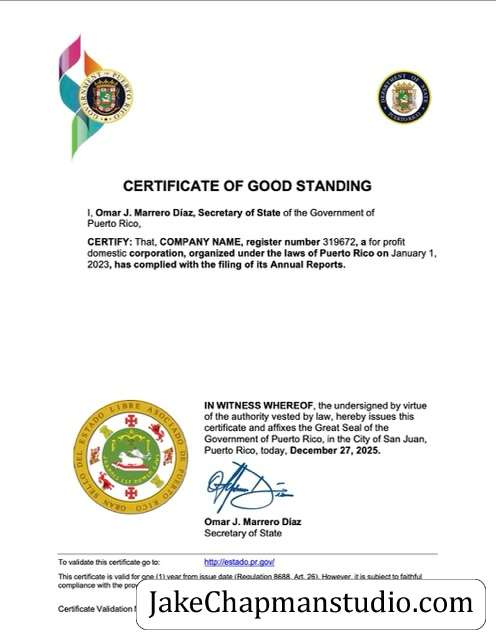 GOVERNMENT OF PUERTO RICO
DEPARTMENT OF STATE
PUERTO RICO
CERTIFICATE OF GOOD STANDING
I, Omar J. Marrero Díaz, Secretary of State of the Government of
Puerto Rico,
CERTIFY: That, COMPANY NAME, register number 319672, a for profit
domestic corporation, organized under the laws of Puerto Rico on January 1,
2023, has complied with the filing of its Annual Reports.
GRAN SELLO DEL ESTADO LIBRE ASOCIADO DE PUERTO RICO
IN WITNESS WHEREOF, the undersigned by virtue
of the authority vested by law, hereby issues this
certificate and affixes the Great Seal of the
Government of Puerto Rico, in the City of San Juan,
Puerto Rico, today, December 27, 2025.
Omar J. Marrero Díaz
Secretary of State
To validate this certificate go to: http://estado.pr.gov/
This certificate is valid for one (1) year from issue date (Regulation 8688, Art. 26). However, it is subject to faithful
compliance with the
Certificate Validation
JakeChapmanstudio.com